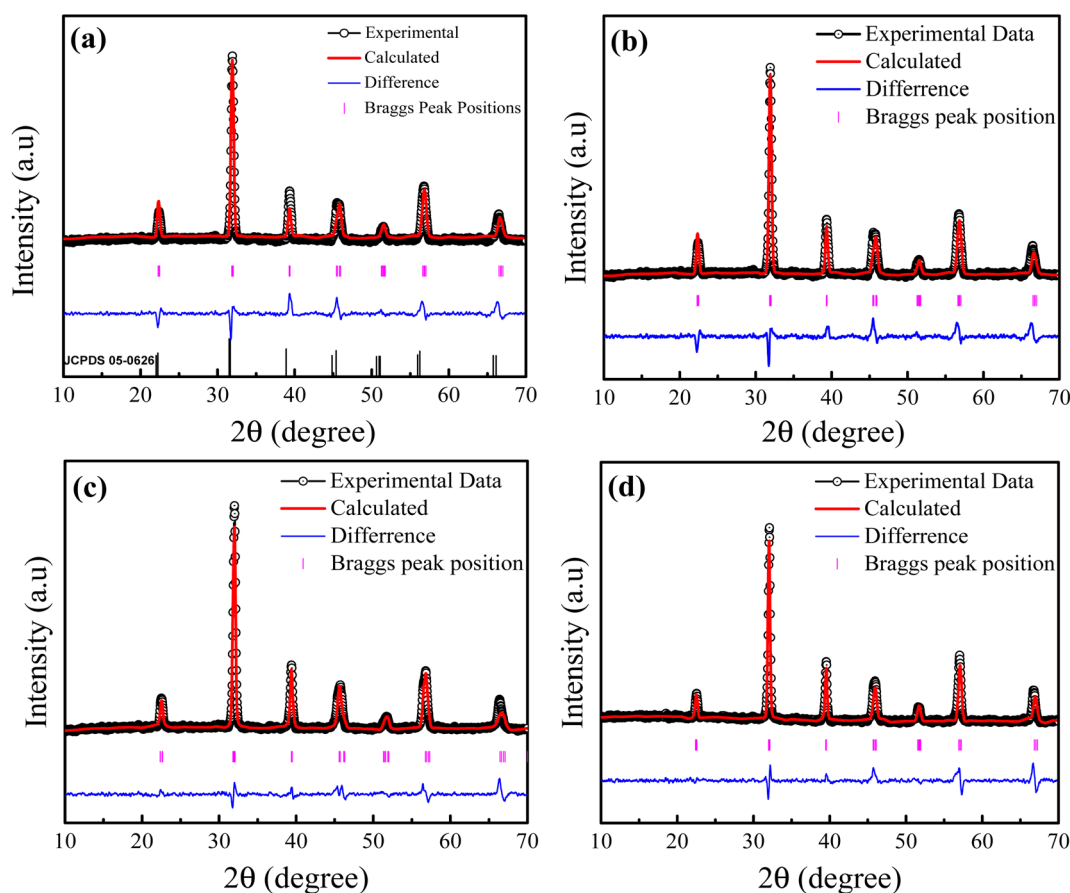 (a)
Experimental
Calculated
Difference
Braggs Peak Positions
Intensity (a.u)
JCPDS 05-0626
10 20 30 40 50 60 70
2θ (degree)
(b)
Experimental Data
Calculated
Differrence
Braggs peak position
Intensity (a.u)
10 20 30 40 50 60 70
2θ (degree)
(c)
Experimental Data
Calculated
Differrence
Braggs peak position
Intensity (a.u)
10 20 30 40 50 60 70
2θ (degree)
(d)
Experimental Data
Calculated
Differrence
Braggs peak position
Intensity (a.u)
10 20 30 40 50 60 70
2θ (degree)